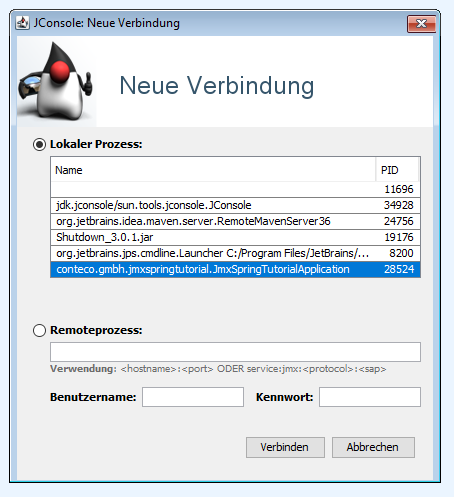 JConsole: Neue Verbindung
Neue Verbindung
Lokaler Prozess:
Name PID
11696
jdk.jconsole/sun.tools.jconsole.JConsole 34928
org.jetbrains.idea.maven.server.RemoteMavenServer36 24756
Shutdown_3.0.1.jar 19176
org.jetbrains.jps.cmdline.Launcher C:/Program Files/JetBrains/... 8200
conteco.gmbh.jmxspringtutorial.JmxSpringTutorialApplication 28524
Remoteprozess:
Verwendung: <hostname>:<port> ODER service:jmx:<protocol>:<sap>
Benutzername: Kennwort:
Verbinden Abbrechen